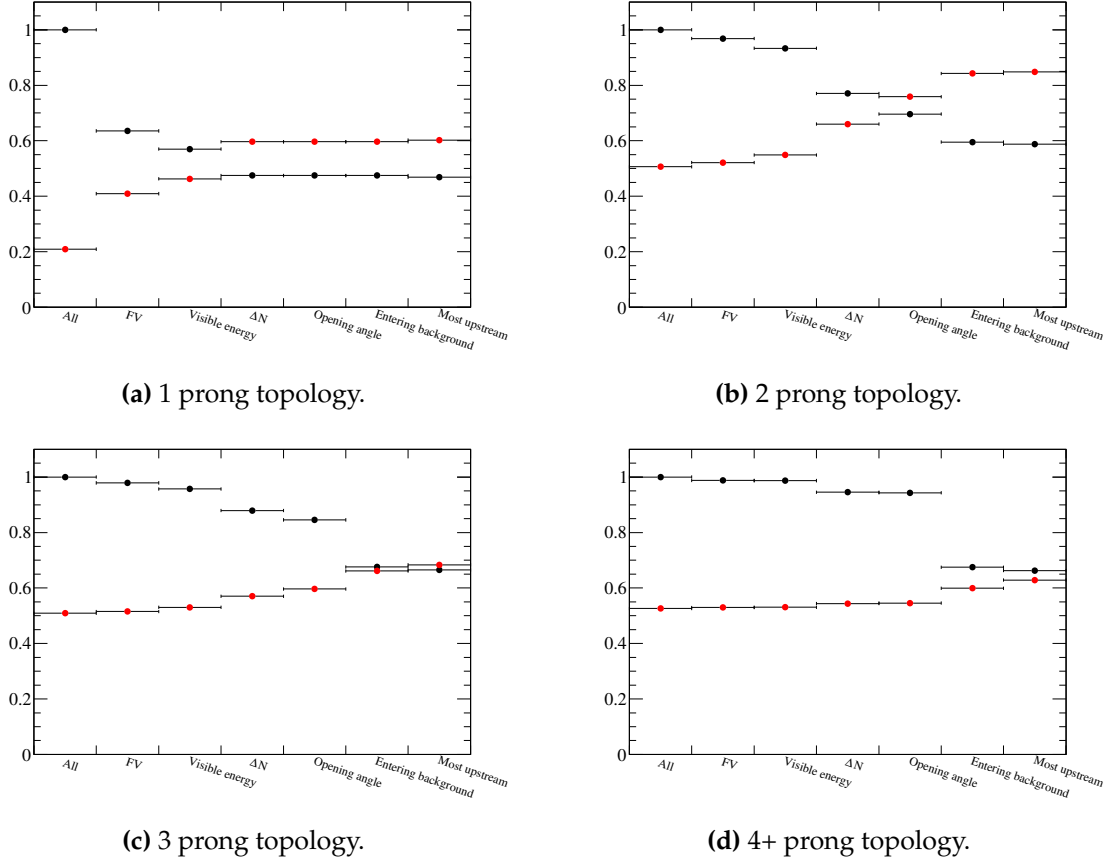 1
0.8
0.6
0.4
0.2
0
All
FV
Visible energy
ΔN
Opening angle
Entering background
Most upstream
(a) 1 prong topology.
1
0.8
0.6
0.4
0.2
0
All
FV
Visible energy
ΔN
Opening angle
Entering background
Most upstream
(b) 2 prong topology.
1
0.8
0.6
0.4
0.2
0
All
FV
Visible energy
ΔN
Opening angle
Entering background
Most upstream
(c) 3 prong topology.
1
0.8
0.6
0.4
0.2
0
All
FV
Visible energy
ΔN
Opening angle
Entering background
Most upstream
(d) 4+ prong topology.